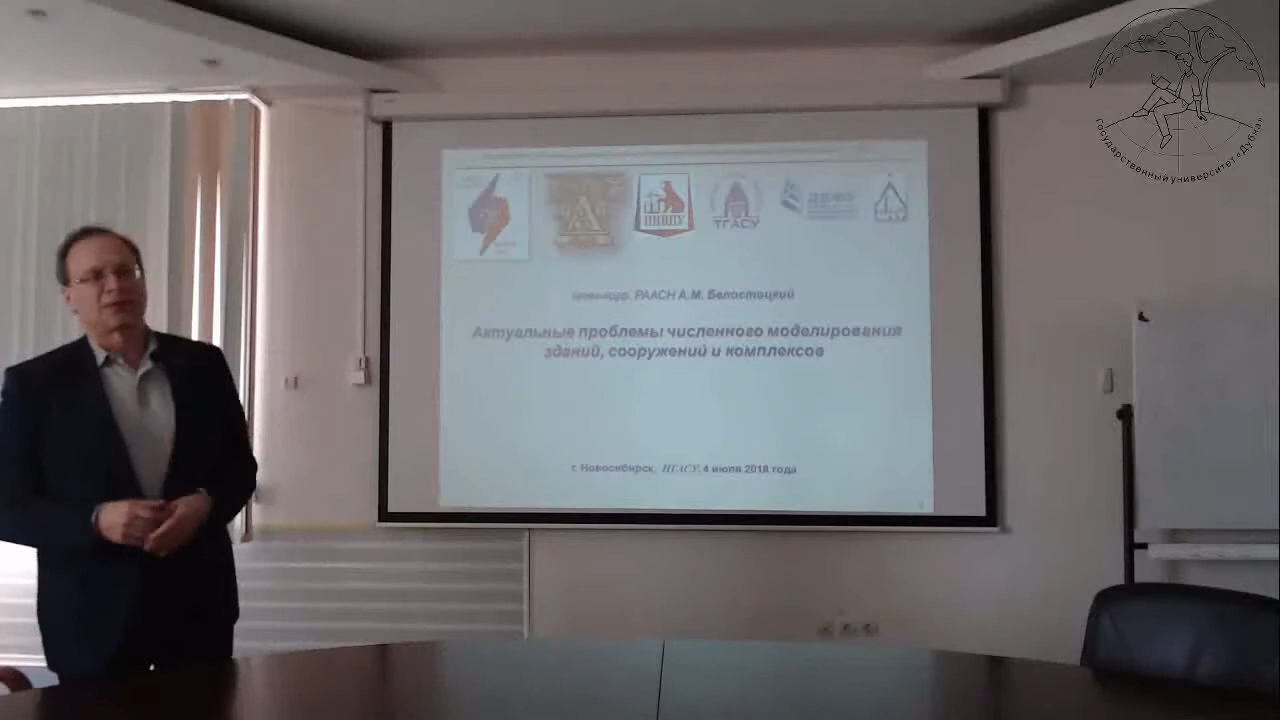 Государственный университет «Дубна»
ПНИПУ
ТГАСУ
РААСН А.М. Белостоцкий
Актуальные проблемы численного моделирования
зданий, сооружений и комплексов
г. Новосибирск, НГАСУ, 4 июля 2018 года